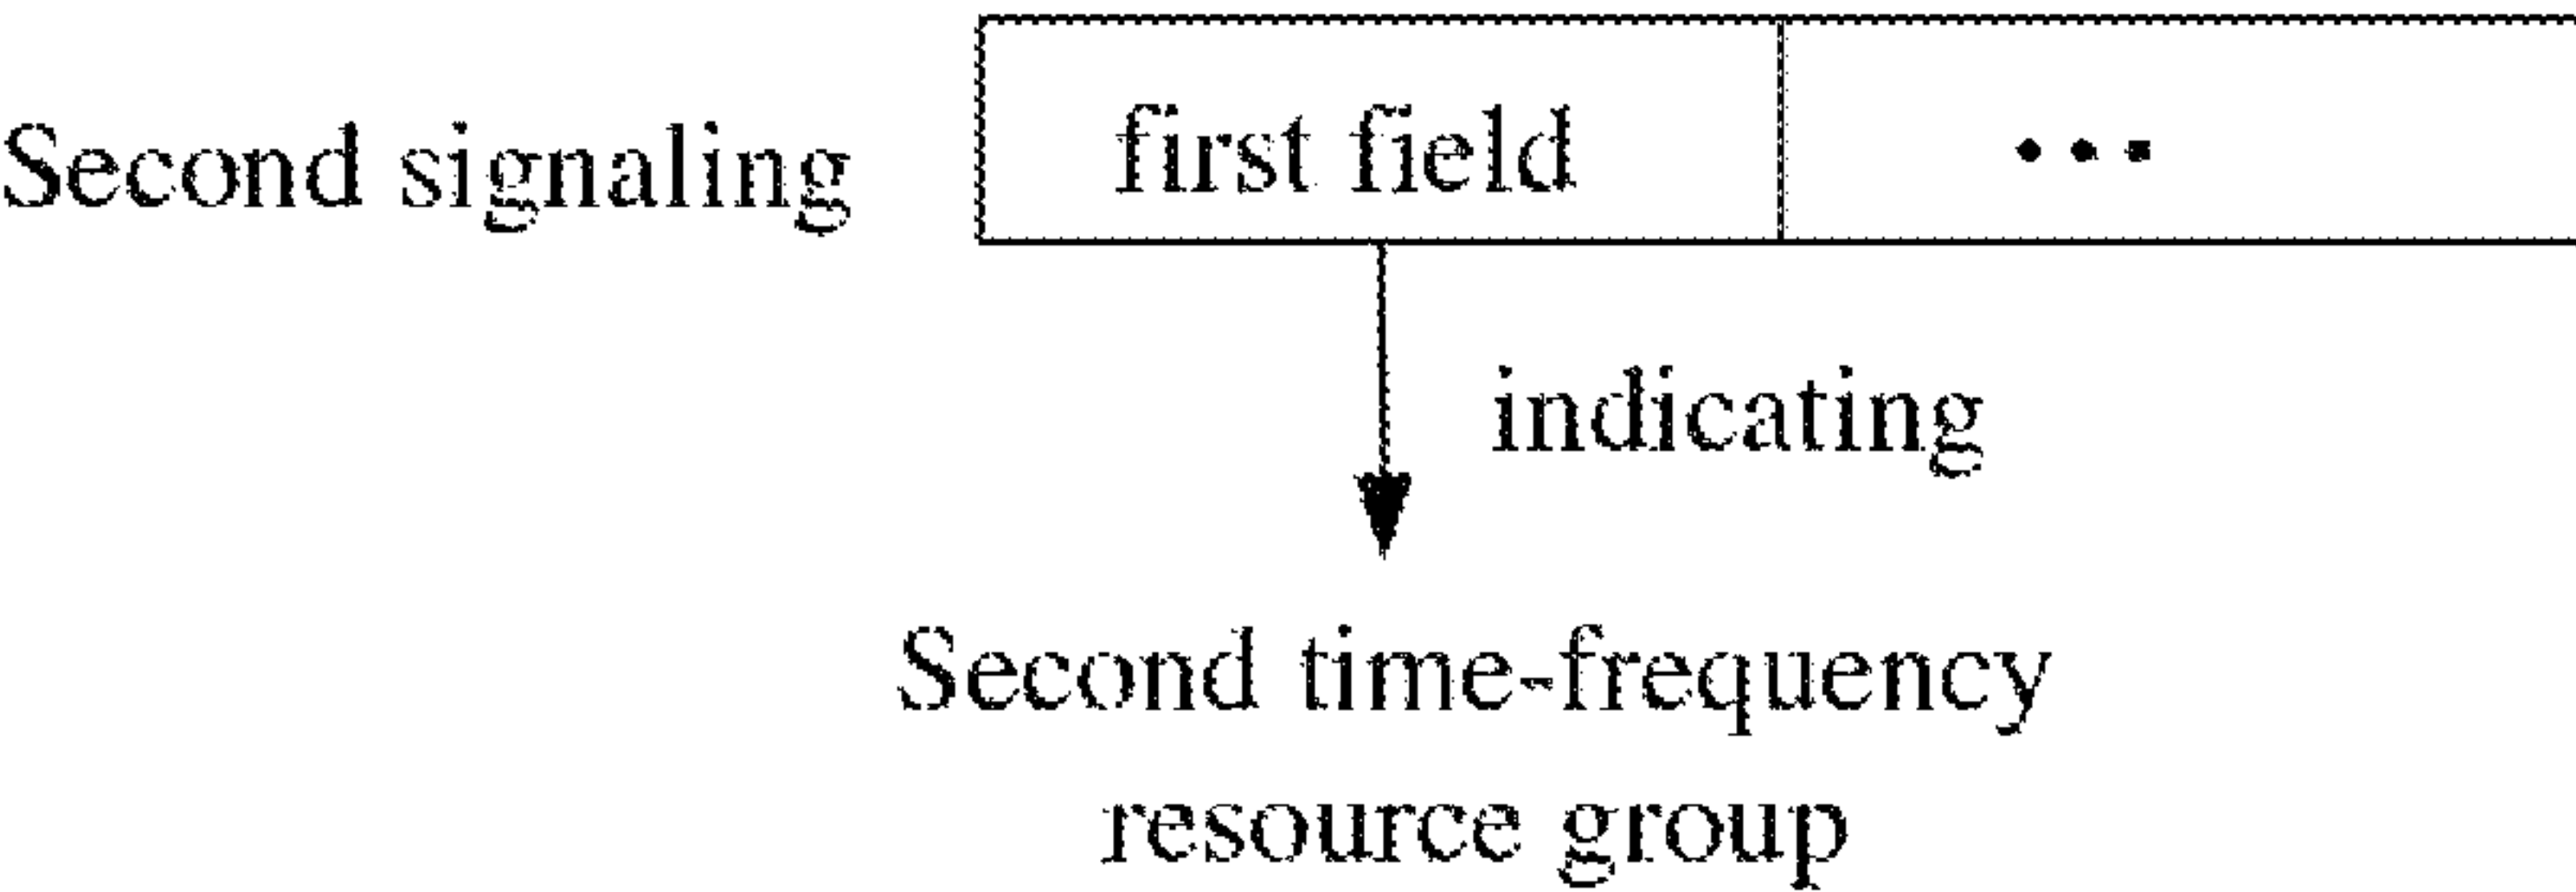 Second signaling
first field
...
indicating
Second time-frequency
resource group